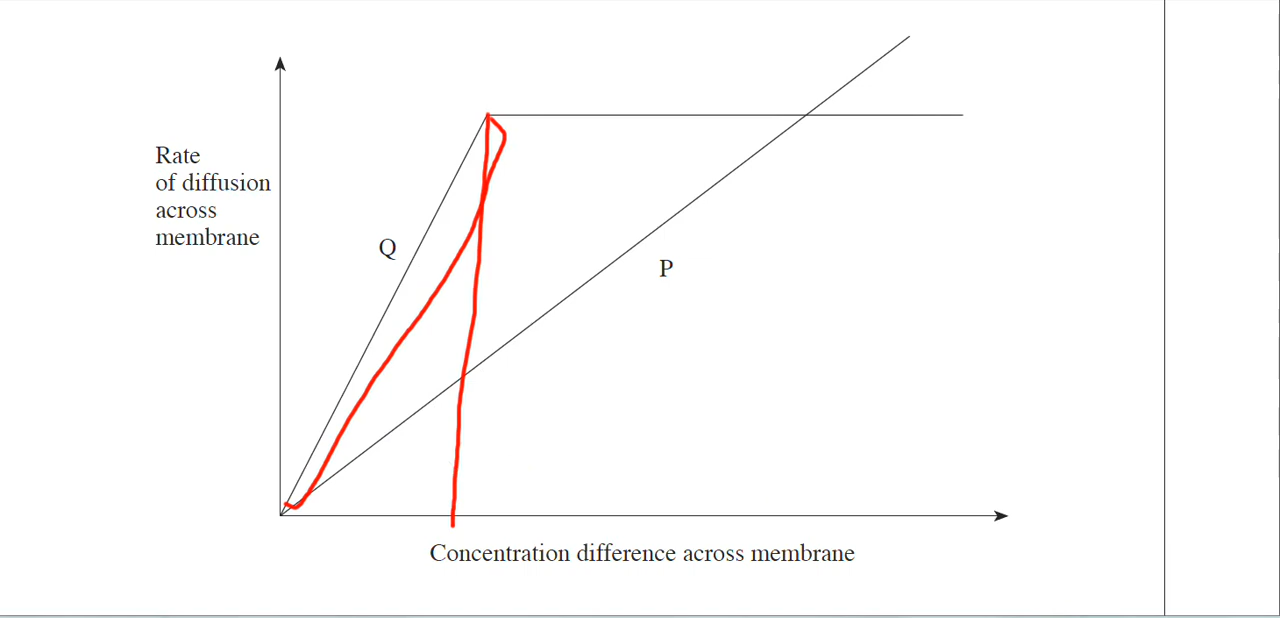 Rate
of diffusion
across
membrane
Q
P
Concentration difference across membrane